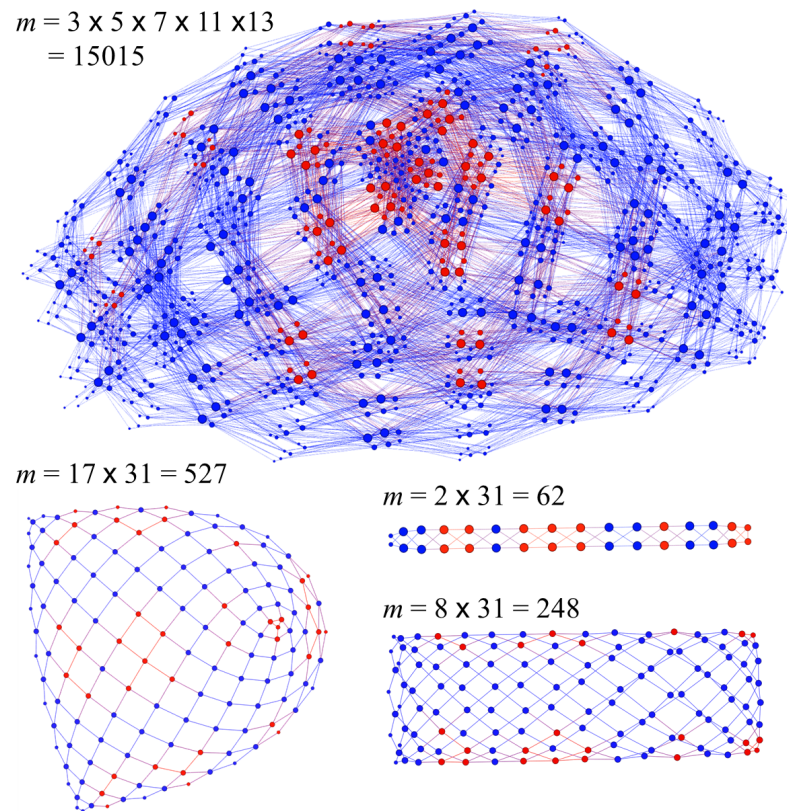 m = 3 x 5 x 7 x 11 x13
= 15015
m = 17 x 31 = 527
m = 2 x 31 = 62
m = 8 x 31 = 248